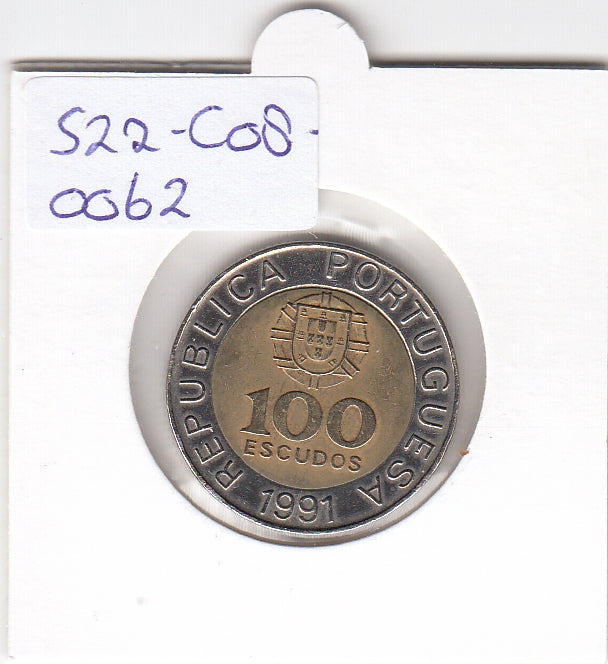 S22-C08-
0062
REPUBLICA PORTUGUESA
100
ESCUDOS
1991